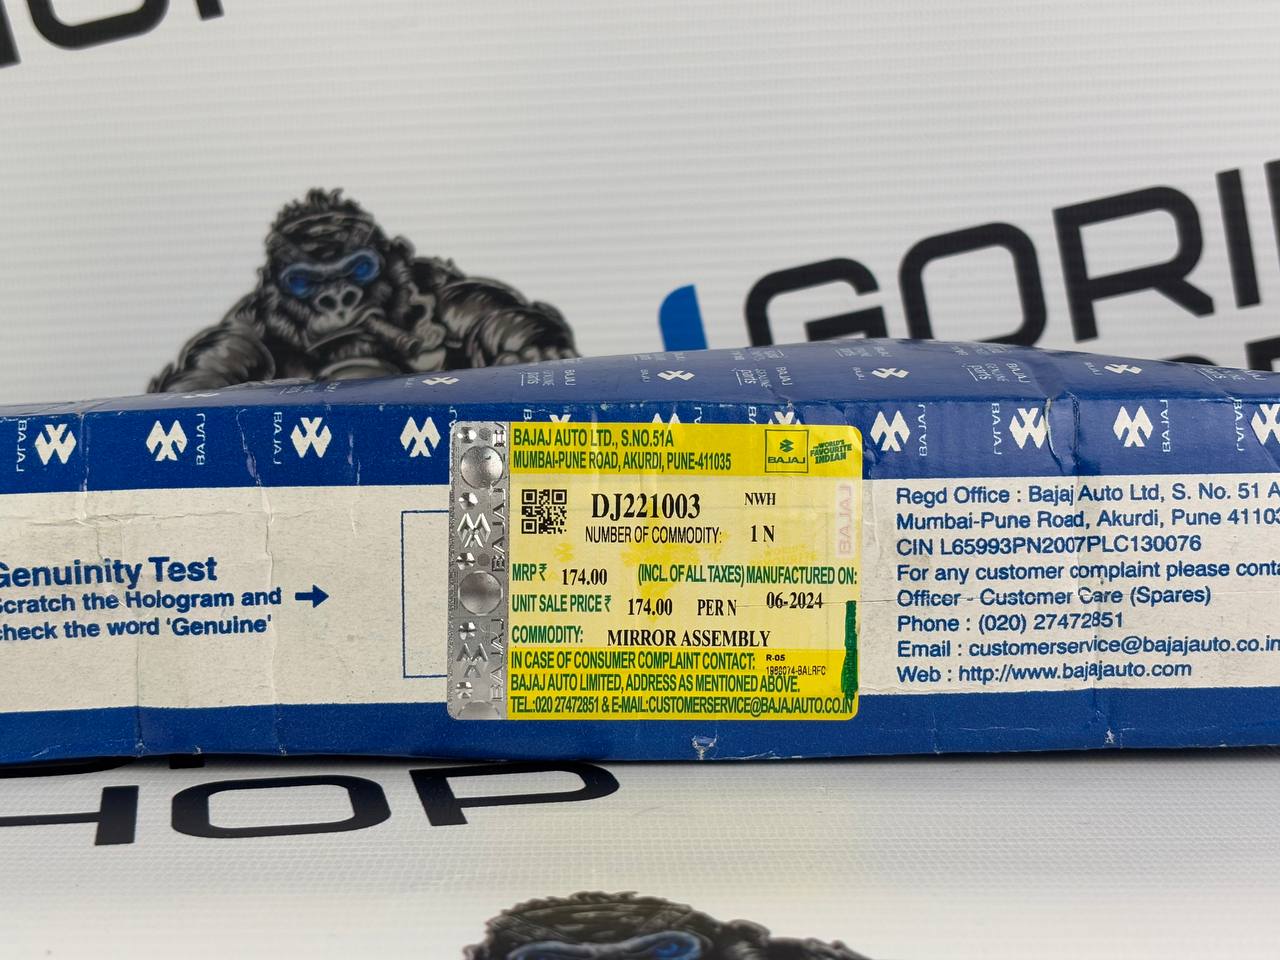 HOP
GORI
BAJAJ
BAJAJ AUTO LTD., S.NO.51A
MUMBAI-PUNE ROAD, AKURDI, PUNE-411035
BAJAJ
THE WORLD'S FAVOURITE INDIAN
DJ221003 NWH
NUMBER OF COMMODITY: 1 N
MRP ₹ 174.00 (INCL. OF ALL TAXES) MANUFACTURED ON:
UNIT SALE PRICE ₹ 174.00 PER N 06-2024
COMMODITY: MIRROR ASSEMBLY
IN CASE OF CONSUMER COMPLAINT CONTACT: R-05
BAJAJ AUTO LIMITED, ADDRESS AS MENTIONED ABOVE.
TEL.:020 27472851 & E-MAIL:CUSTOMERSERVICE@BAJAJAUTO.CO.IN
BAJAJ
Genuinity Test
Scratch the Hologram and
check the word 'Genuine'
Regd Office : Bajaj Auto Ltd, S. No. 51 A
Mumbai-Pune Road, Akurdi, Pune 41103
CIN L65993PN2007PLC130076
For any customer complaint please conta
Officer - Customer Care (Spares)
Phone : (020) 27472851
Email : customerservice@bajajauto.co.in
Web : http://www.bajajauto.com
HOP